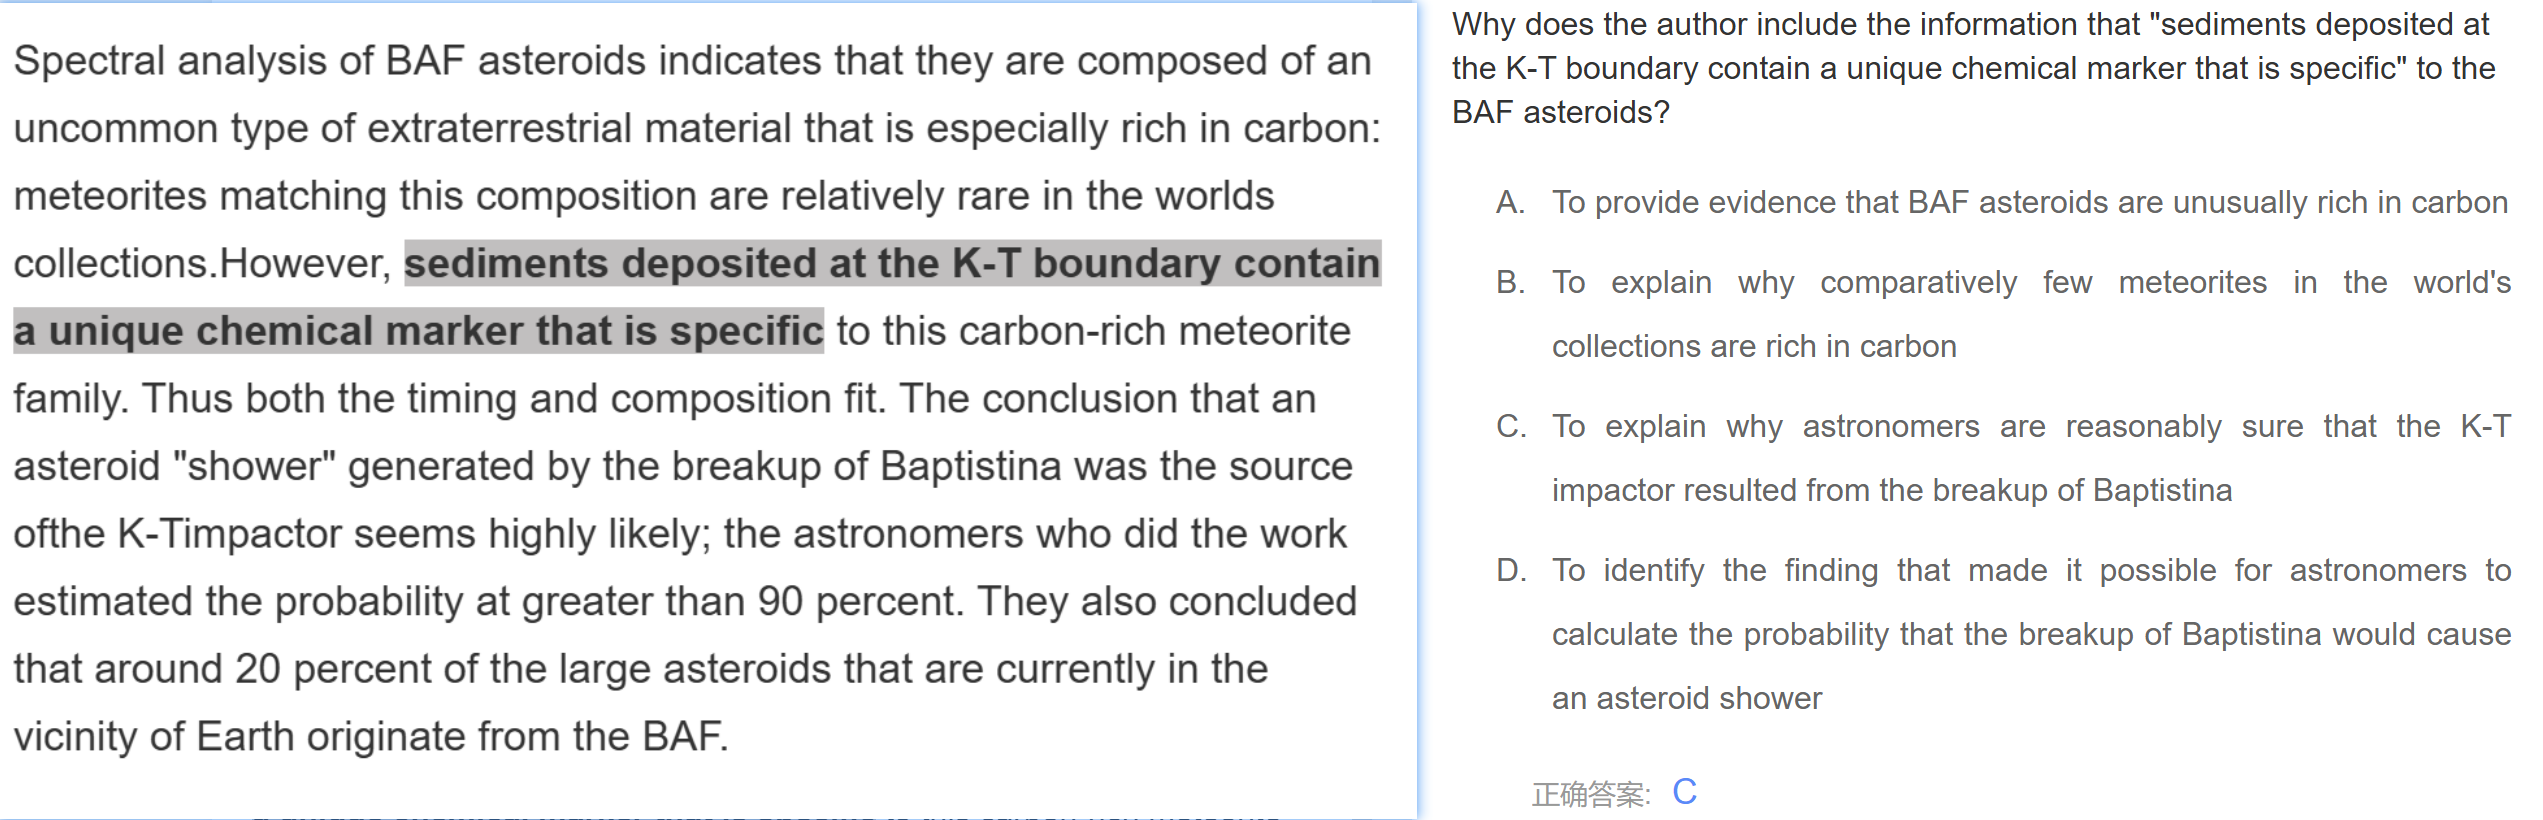 Spectral analysis of BAF asteroids indicates that they are composed of an
uncommon type of extraterrestrial material that is especially rich in carbon:
meteorites matching this composition are relatively rare in the worlds
collections.However, sediments deposited at the K-T boundary contain
a unique chemical marker that is specific to this carbon-rich meteorite
family. Thus both the timing and composition fit. The conclusion that an
asteroid "shower" generated by the breakup of Baptistina was the source
ofthe K-Timpactor seems highly likely; the astronomers who did the work
estimated the probability at greater than 90 percent. They also concluded
that around 20 percent of the large asteroids that are currently in the
vicinity of Earth originate from the BAF.
Why does the author include the information that "sediments deposited at
the K-T boundary contain a unique chemical marker that is specific" to the
BAF asteroids?
A. To provide evidence that BAF asteroids are unusually rich in carbon
B. To explain why comparatively few meteorites in the world's
collections are rich in carbon
C. To explain why astronomers are reasonably sure that the K-T
impactor resulted from the breakup of Baptistina
D. To identify the finding that made it possible for astronomers to
calculate the probability that the breakup of Baptistina would cause
an asteroid shower
正确答案: C